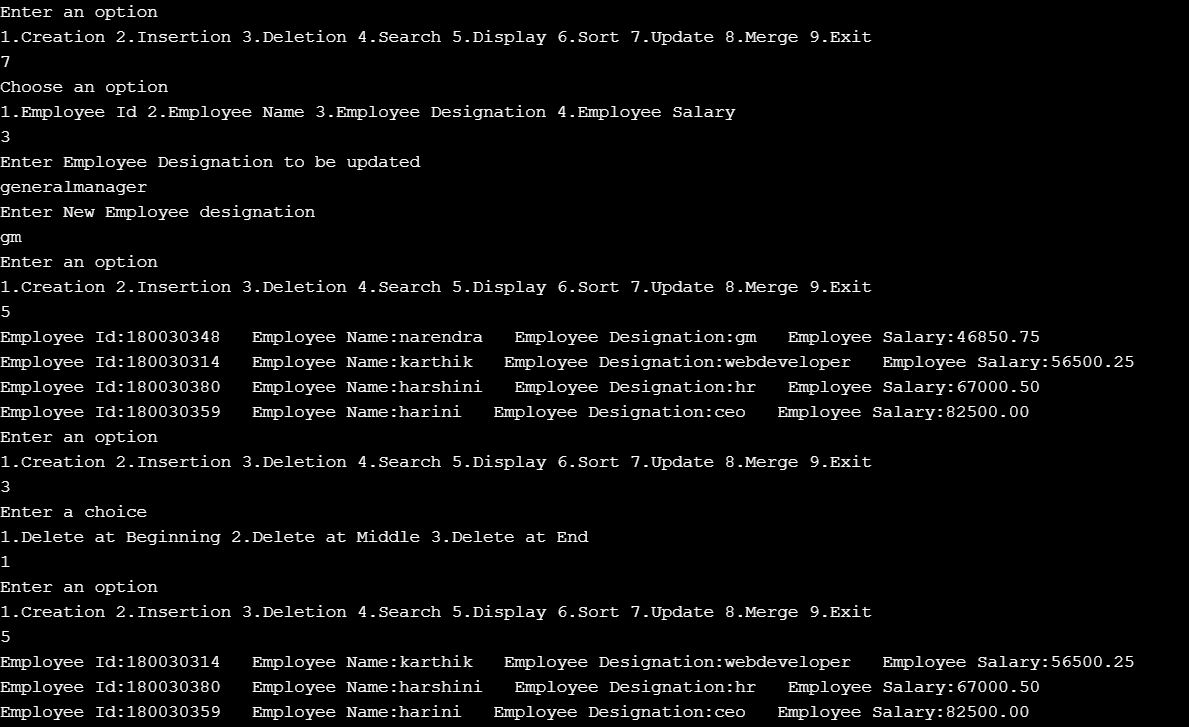 Enter an option
1.Creation 2.Insertion 3.Deletion 4.Search 5.Display 6.Sort 7.Update 8.Merge 9.Exit
7
Choose an option
1.Employee Id 2.Employee Name 3.Employee Designation 4.Employee Salary
3
Enter Employee Designation to be updated
generalmanager
Enter New Employee designation
gm
Enter an option
1.Creation 2.Insertion 3.Deletion 4.Search 5.Display 6.Sort 7.Update 8.Merge 9.Exit
5
Employee Id:180030348   Employee Name:narendra   Employee Designation:gm   Employee Salary:46850.75
Employee Id:180030314   Employee Name:karthik   Employee Designation:webdeveloper   Employee Salary:56500.25
Employee Id:180030380   Employee Name:harshini   Employee Designation:hr   Employee Salary:67000.50
Employee Id:180030359   Employee Name:harini   Employee Designation:ceo   Employee Salary:82500.00
Enter an option
1.Creation 2.Insertion 3.Deletion 4.Search 5.Display 6.Sort 7.Update 8.Merge 9.Exit
3
Enter a choice
1.Delete at Beginning 2.Delete at Middle 3.Delete at End
1
Enter an option
1.Creation 2.Insertion 3.Deletion 4.Search 5.Display 6.Sort 7.Update 8.Merge 9.Exit
5
Employee Id:180030314   Employee Name:karthik   Employee Designation:webdeveloper   Employee Salary:56500.25
Employee Id:180030380   Employee Name:harshini   Employee Designation:hr   Employee Salary:67000.50
Employee Id:180030359   Employee Name:harini   Employee Designation:ceo   Employee Salary:82500.00